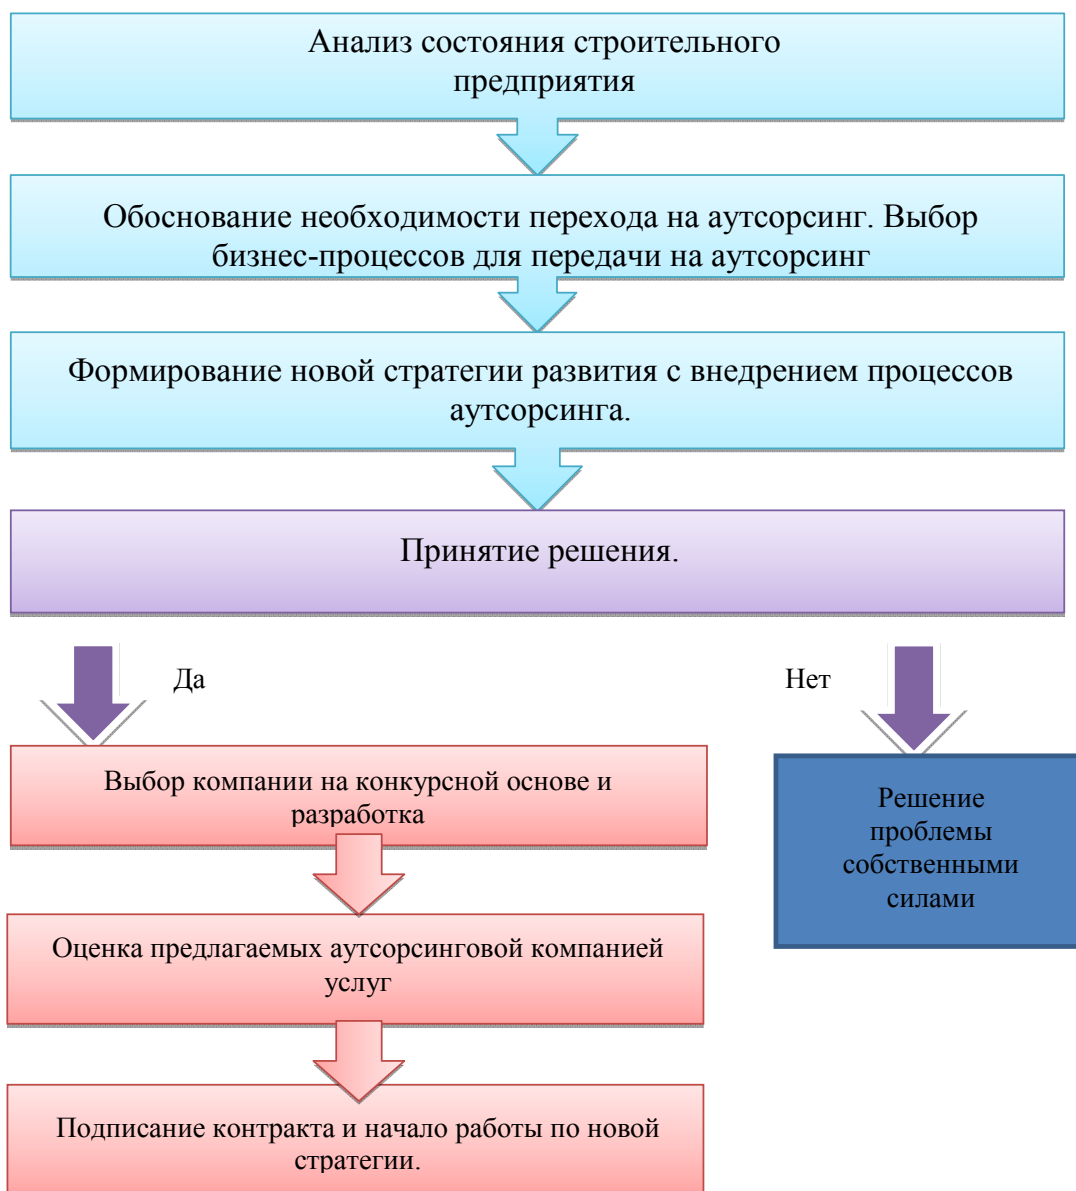 Анализ состояния строительного
предприятия
Обоснование необходимости перехода на аутсорсинг. Выбор
бизнес-процессов для передачи на аутсорсинг
Формирование новой стратегии развития с внедрением процессов
аутсорсинга.
Принятие решения.
Да
Нет
Выбор компании на конкурсной основе и
разработка
Решение
проблемы
собственными
силами
Оценка предлагаемых аутсорсинговой компанией
услуг
Подписание контракта и начало работы по новой
стратегии.